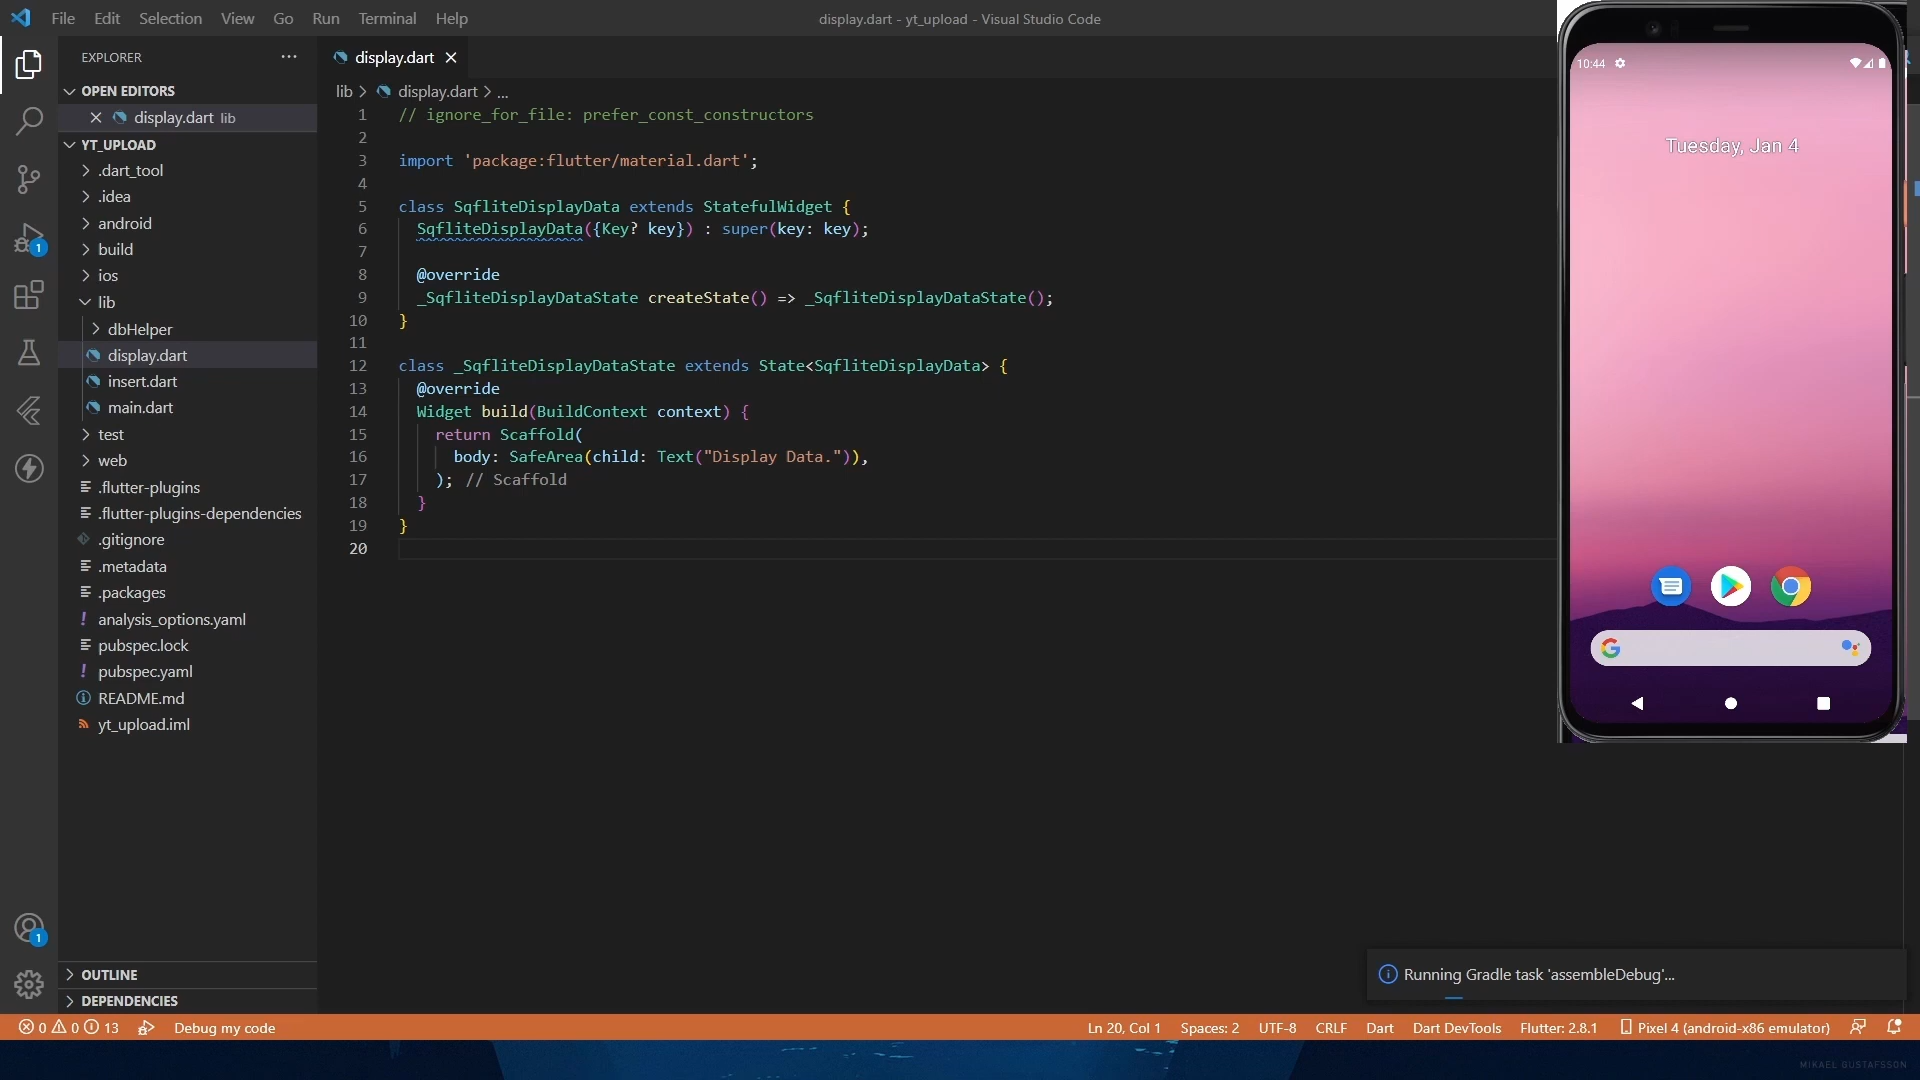 File Edit Selection View Go Run Terminal Help
display.dart - yt_upload - Visual Studio Code
EXPLORER
OPEN EDITORS
display.dart lib
YT_UPLOAD
.dart_tool
.idea
android
build
ios
lib
dbHelper
display.dart
insert.dart
main.dart
test
web
.flutter-plugins
.flutter-plugins-dependencies
.gitignore
.metadata
.packages
analysis_options.yaml
pubspec.lock
pubspec.yaml
README.md
yt_upload.iml
OUTLINE
DEPENDENCIES
1
1
display.dart
lib > display.dart > ...
1 // ignore_for_file: prefer_const_constructors
2
3 import 'package:flutter/material.dart';
4
5 class SqfliteDisplayData extends StatefulWidget {
6 SqfliteDisplayData({Key? key}) : super(key: key);
7
8 @override
9 _SqfliteDisplayDataState createState() => _SqfliteDisplayDataState();
10 }
11
12 class _SqfliteDisplayDataState extends State<SqfliteDisplayData> {
13 @override
14 Widget build(BuildContext context) {
15 return Scaffold(
16 body: SafeArea(child: Text("Display Data.")),
17 ); // Scaffold
18 }
19 }
20
10:44
Tuesday, Jan 4
Running Gradle task 'assembleDebug'...
0 0 13 Debug my code
Ln 20, Col 1 Spaces: 2 UTF-8 CRLF Dart Dart DevTools Flutter: 2.8.1 Pixel 4 (android-x86 emulator)
MIKAEL GUSTAFSSON